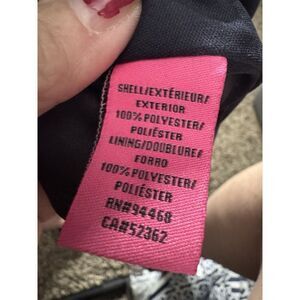 SHELL/EXTÉRIEUR/
EXTERIOR
100% POLYESTER/
POLIÉSTER
LINING/DOUBLURE/
FORRO
100% POLYESTER/
POLIÉSTER
RN#94468
CA#52362